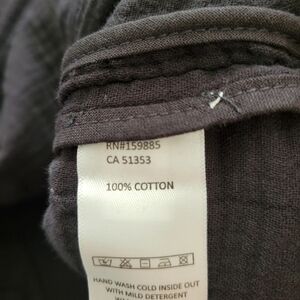 RN#159885
CA 51353
100% COTTON
HAND WASH COLD INSIDE OUT
WITH MILD DETERGENT